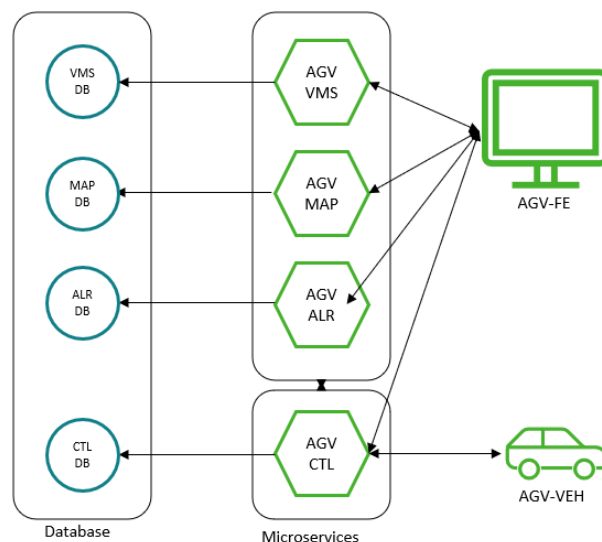 VMS
DB
AGV
VMS
AGV-FE
MAP
DB
AGV
MAP
ALR
DB
AGV
ALR
CTL
DB
AGV
CTL
AGV-VEH
Database
Microservices